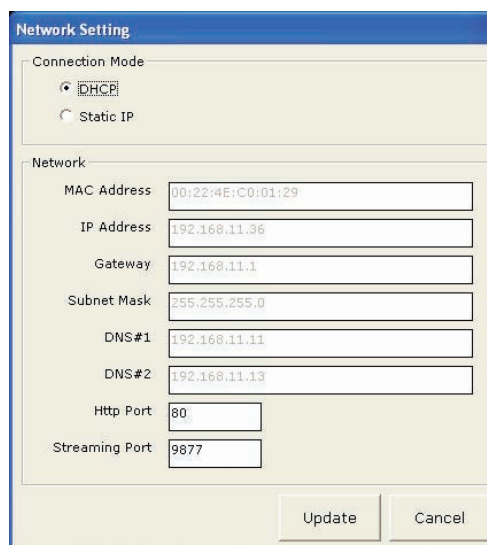 Network Setting
Connection Mode
DHCP
Static IP
Network
MAC Address 00:22:4E:C0:01:29
IP Address 192.168.11.36
Gateway 192.168.11.1
Subnet Mask 255.255.255.0
DNS#1 192.168.11.11
DNS#2 192.168.11.13
Http Port 80
Streaming Port 9877
Update Cancel